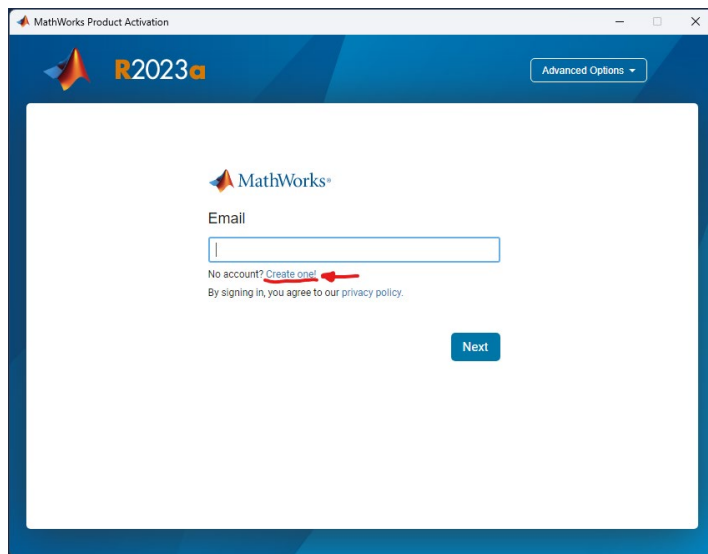 MathWorks Product Activation
R2023a
Advanced Options
MathWorks®
Email
No account? Create one!
By signing in, you agree to our privacy policy.
Next